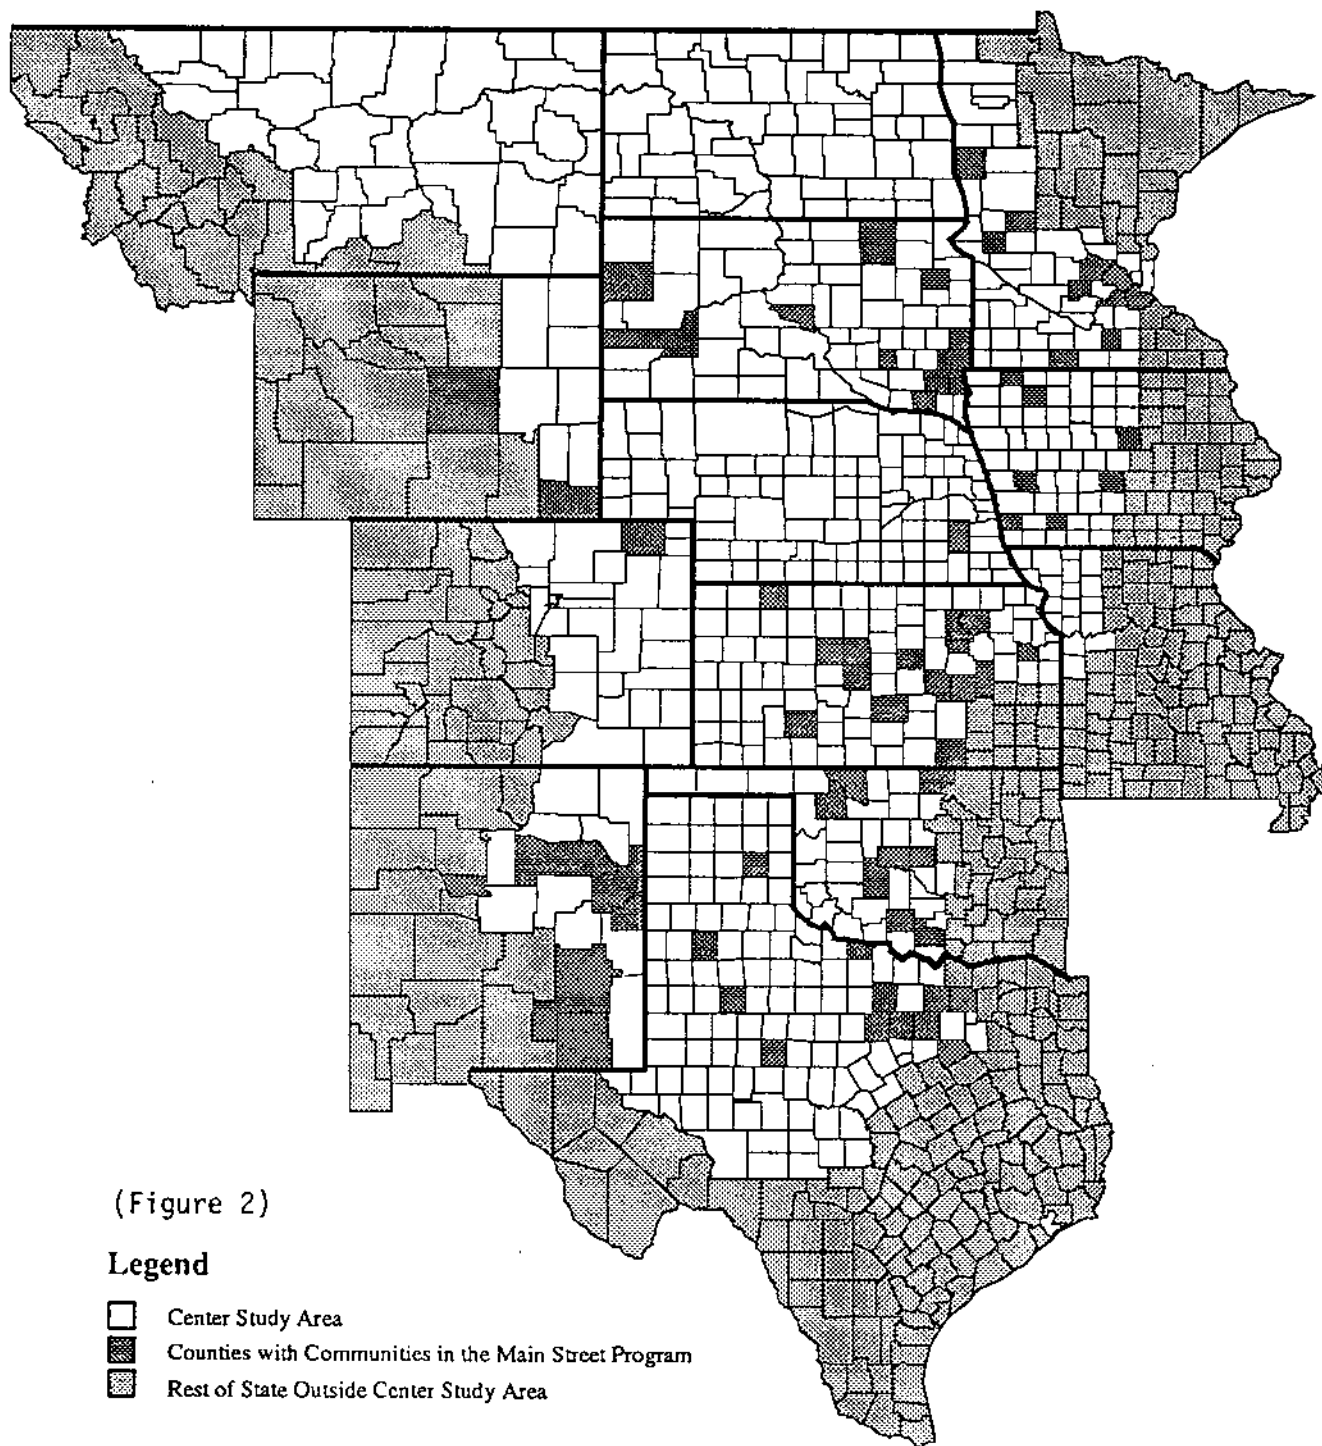 (Figure 2)
Legend
Center Study Area
Counties with Communities in the Main Street Program
Rest of State Outside Center Study Area